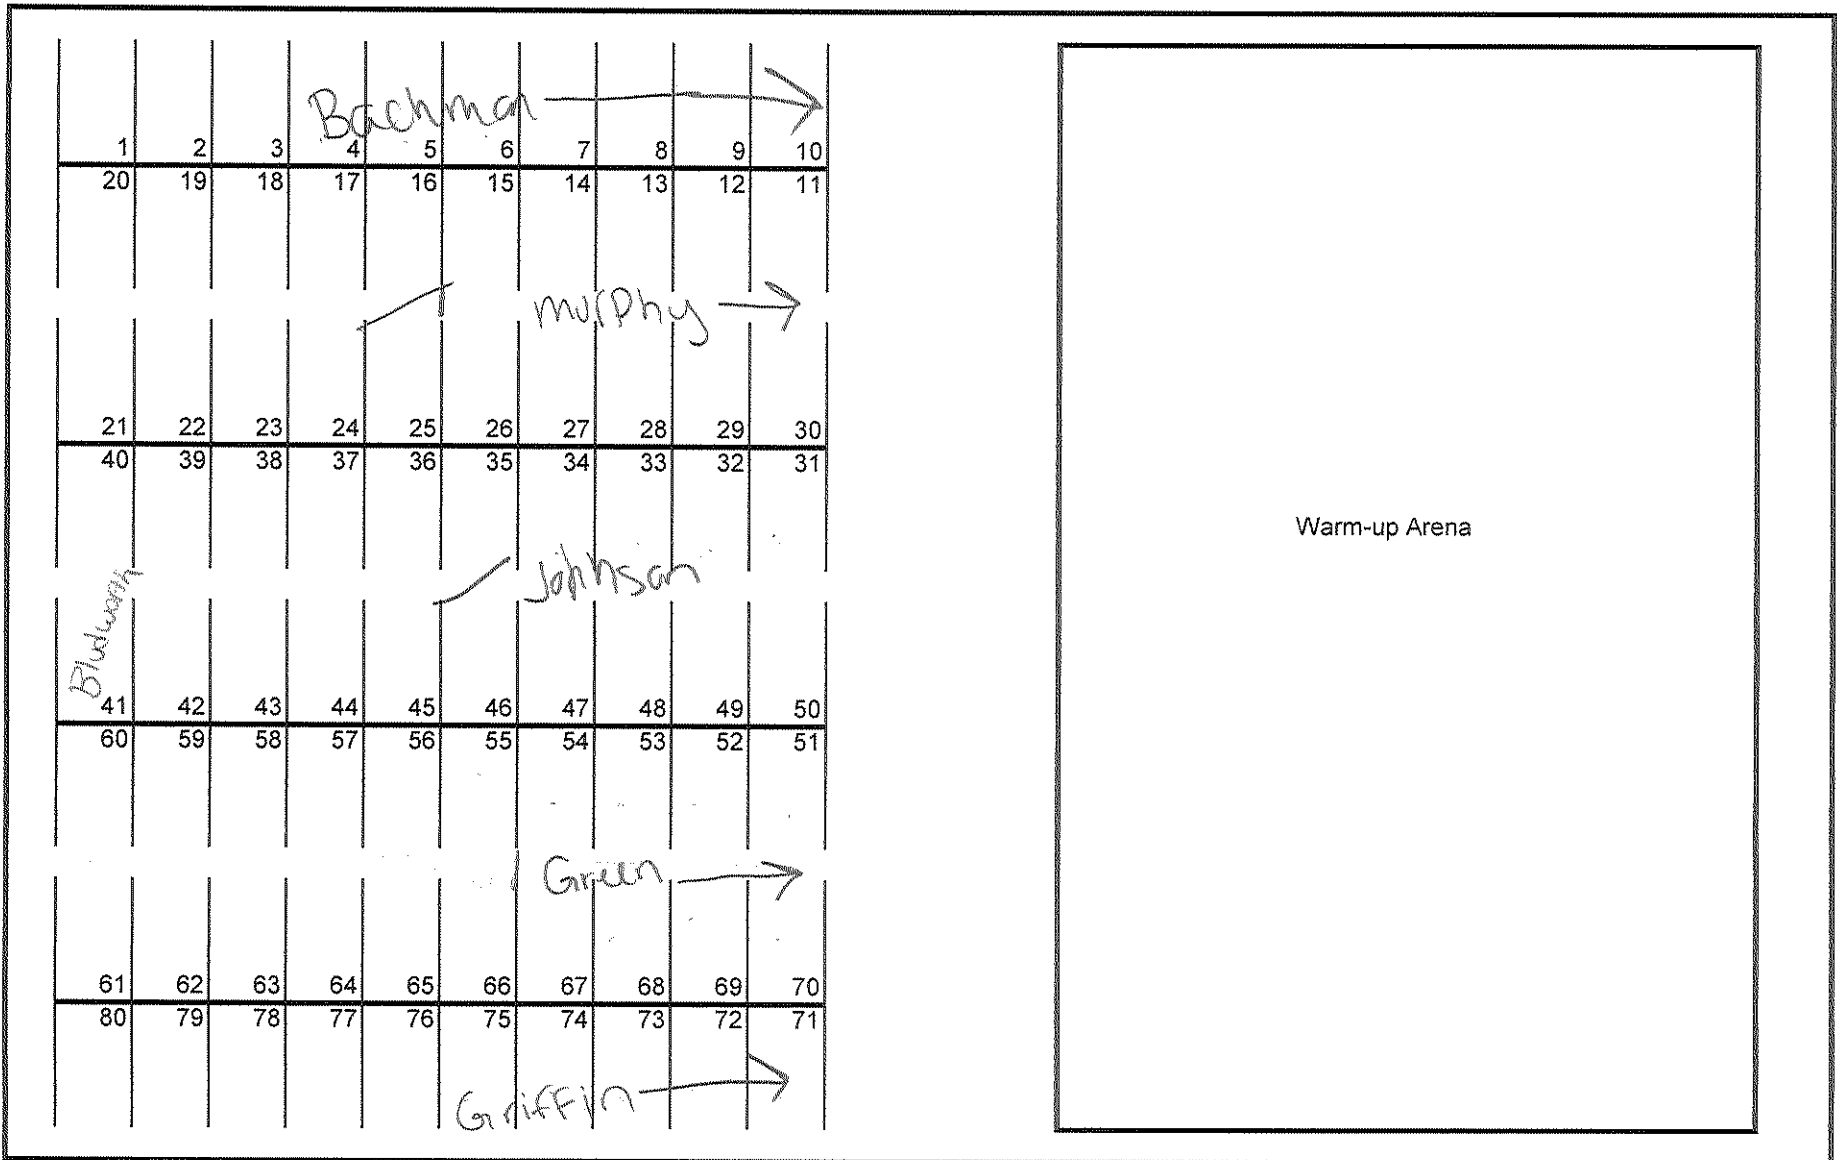 Bachman
1 2 3 4 5 6 7 8 9 10
20 19 18 17 16 15 14 13 12 11
Murphy
21 22 23 24 25 26 27 28 29 30
40 39 38 37 36 35 34 33 32 31
Warm-up Arena
Johnson
Bludworth
41 42 43 44 45 46 47 48 49 50
60 59 58 57 56 55 54 53 52 51
Green
61 62 63 64 65 66 67 68 69 70
80 79 78 77 76 75 74 73 72 71
Griffin